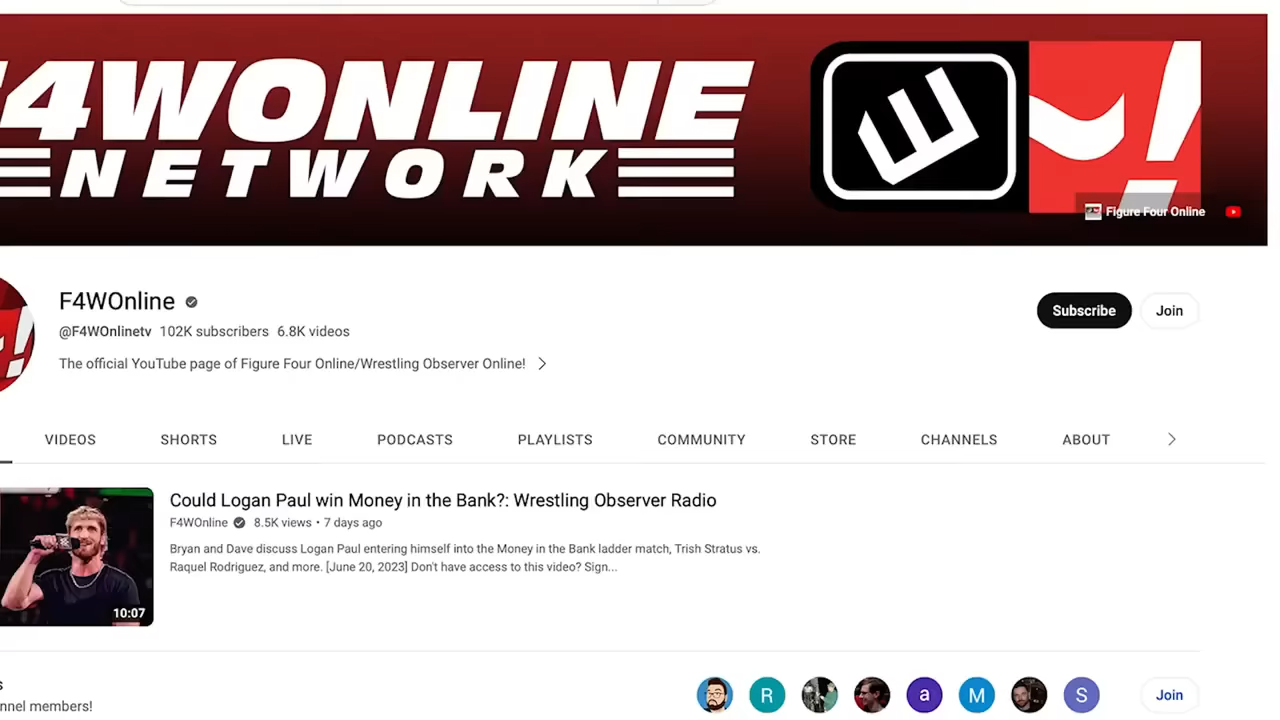 F4WONLINE
NETWORK
Figure Four Online
F4WOnline
@F4WOnlinetv 102K subscribers 6.8K videos
The official YouTube page of Figure Four Online/Wrestling Observer Online!
Subscribe
Join
VIDEOS SHORTS LIVE PODCASTS PLAYLISTS COMMUNITY STORE CHANNELS ABOUT
10:07
Could Logan Paul win Money in the Bank?: Wrestling Observer Radio
F4WOnline 8.5K views • 7 days ago
Bryan and Dave discuss Logan Paul entering himself into the Money in the Bank ladder match, Trish Stratus vs.
Raquel Rodriguez, and more. [June 20, 2023] Don't have access to this video? Sign...
nnel members!
R
a
M
S
Join